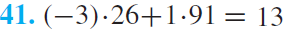 41. (−3)·26+1·91 = 13